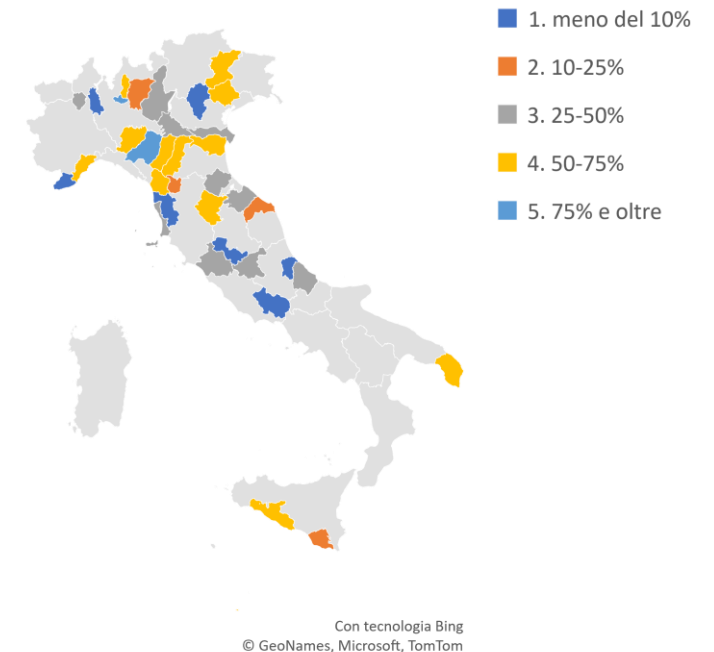 1. meno del 10%
2. 10-25%
3. 25-50%
4. 50-75%
5. 75% e oltre
Con tecnologia Bing
© GeoNames, Microsoft, TomTom